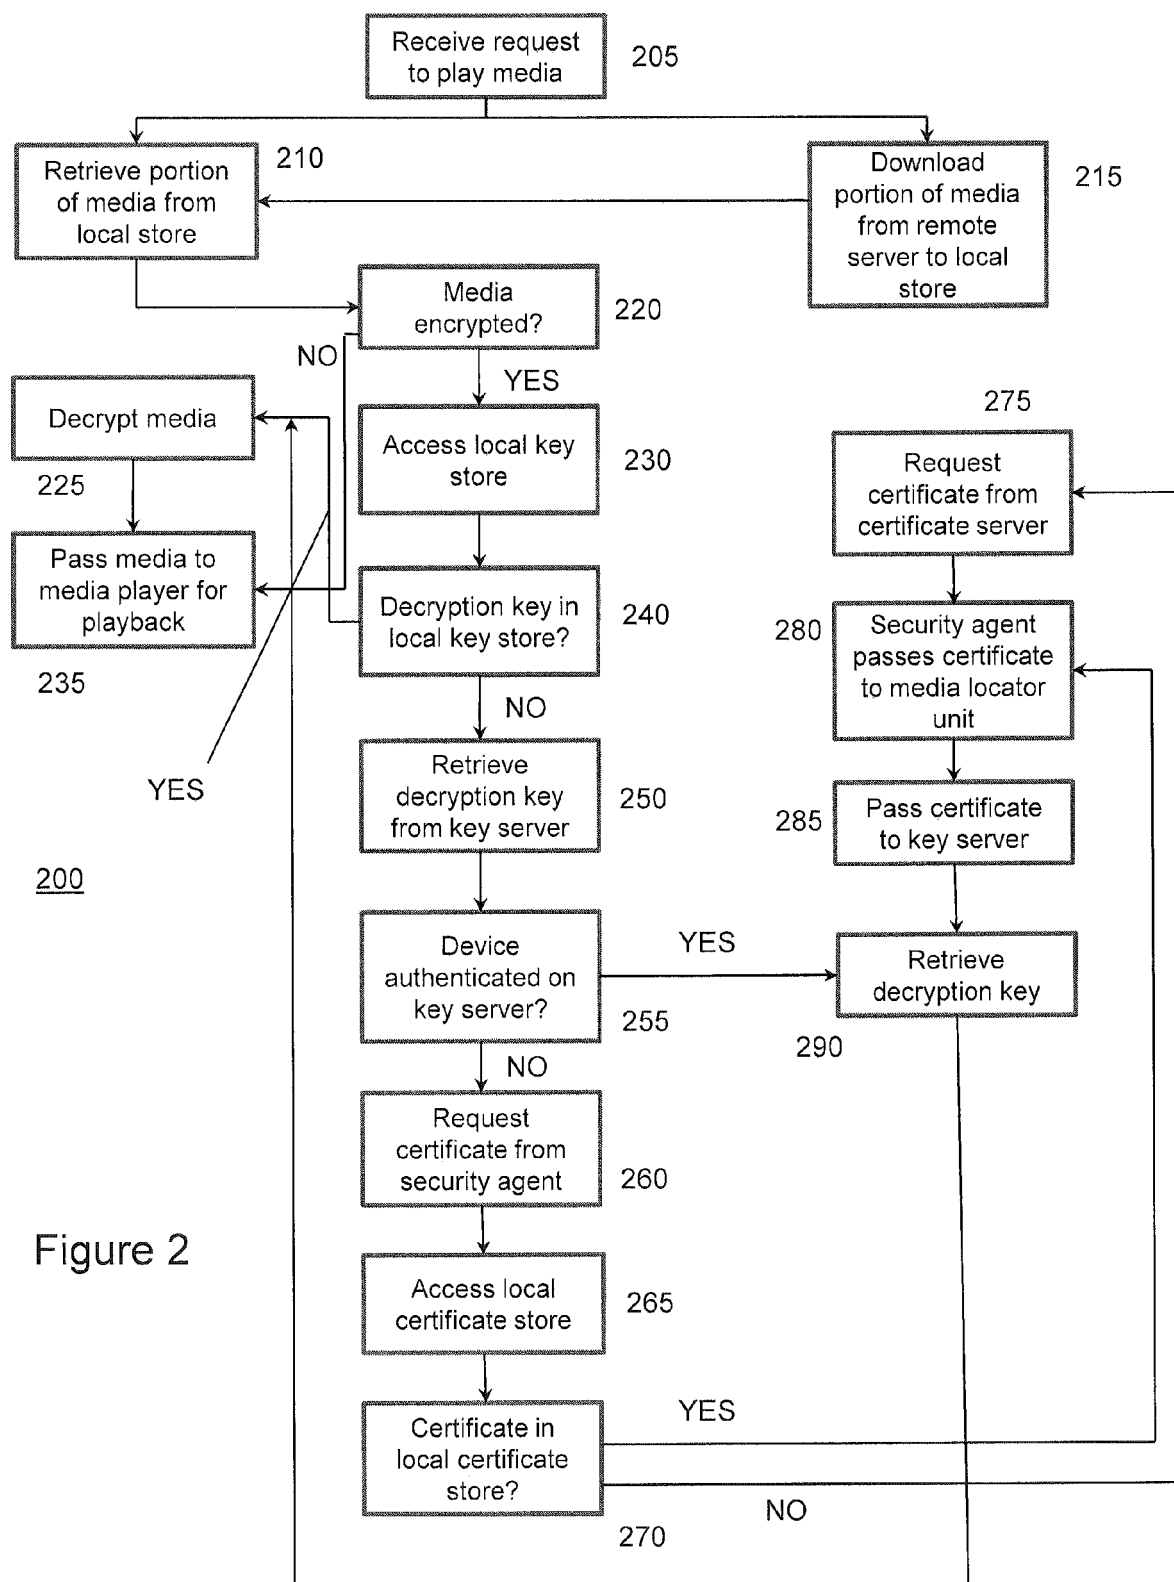 Receive request
to play media
205
Retrieve portion
of media from
local store
210
Download
portion of media
from remote
server to local
store
215
Media
encrypted?
220
NO
YES
Decrypt media
225
Access local key
store
230
275
Request
certificate from
certificate server
Pass media to
media player for
playback
235
Decryption key in
local key store?
240
280
Security agent
passes certificate
to media locator
unit
NO
YES
Retrieve
decryption key
from key server
250
285
Pass certificate
to key server
200
Device
authenticated on
key server?
255
YES
Retrieve
decryption key
290
NO
Request
certificate from
security agent
260
Figure 2
Access local
certificate store
265
Certificate in
local certificate
store?
YES
NO
270